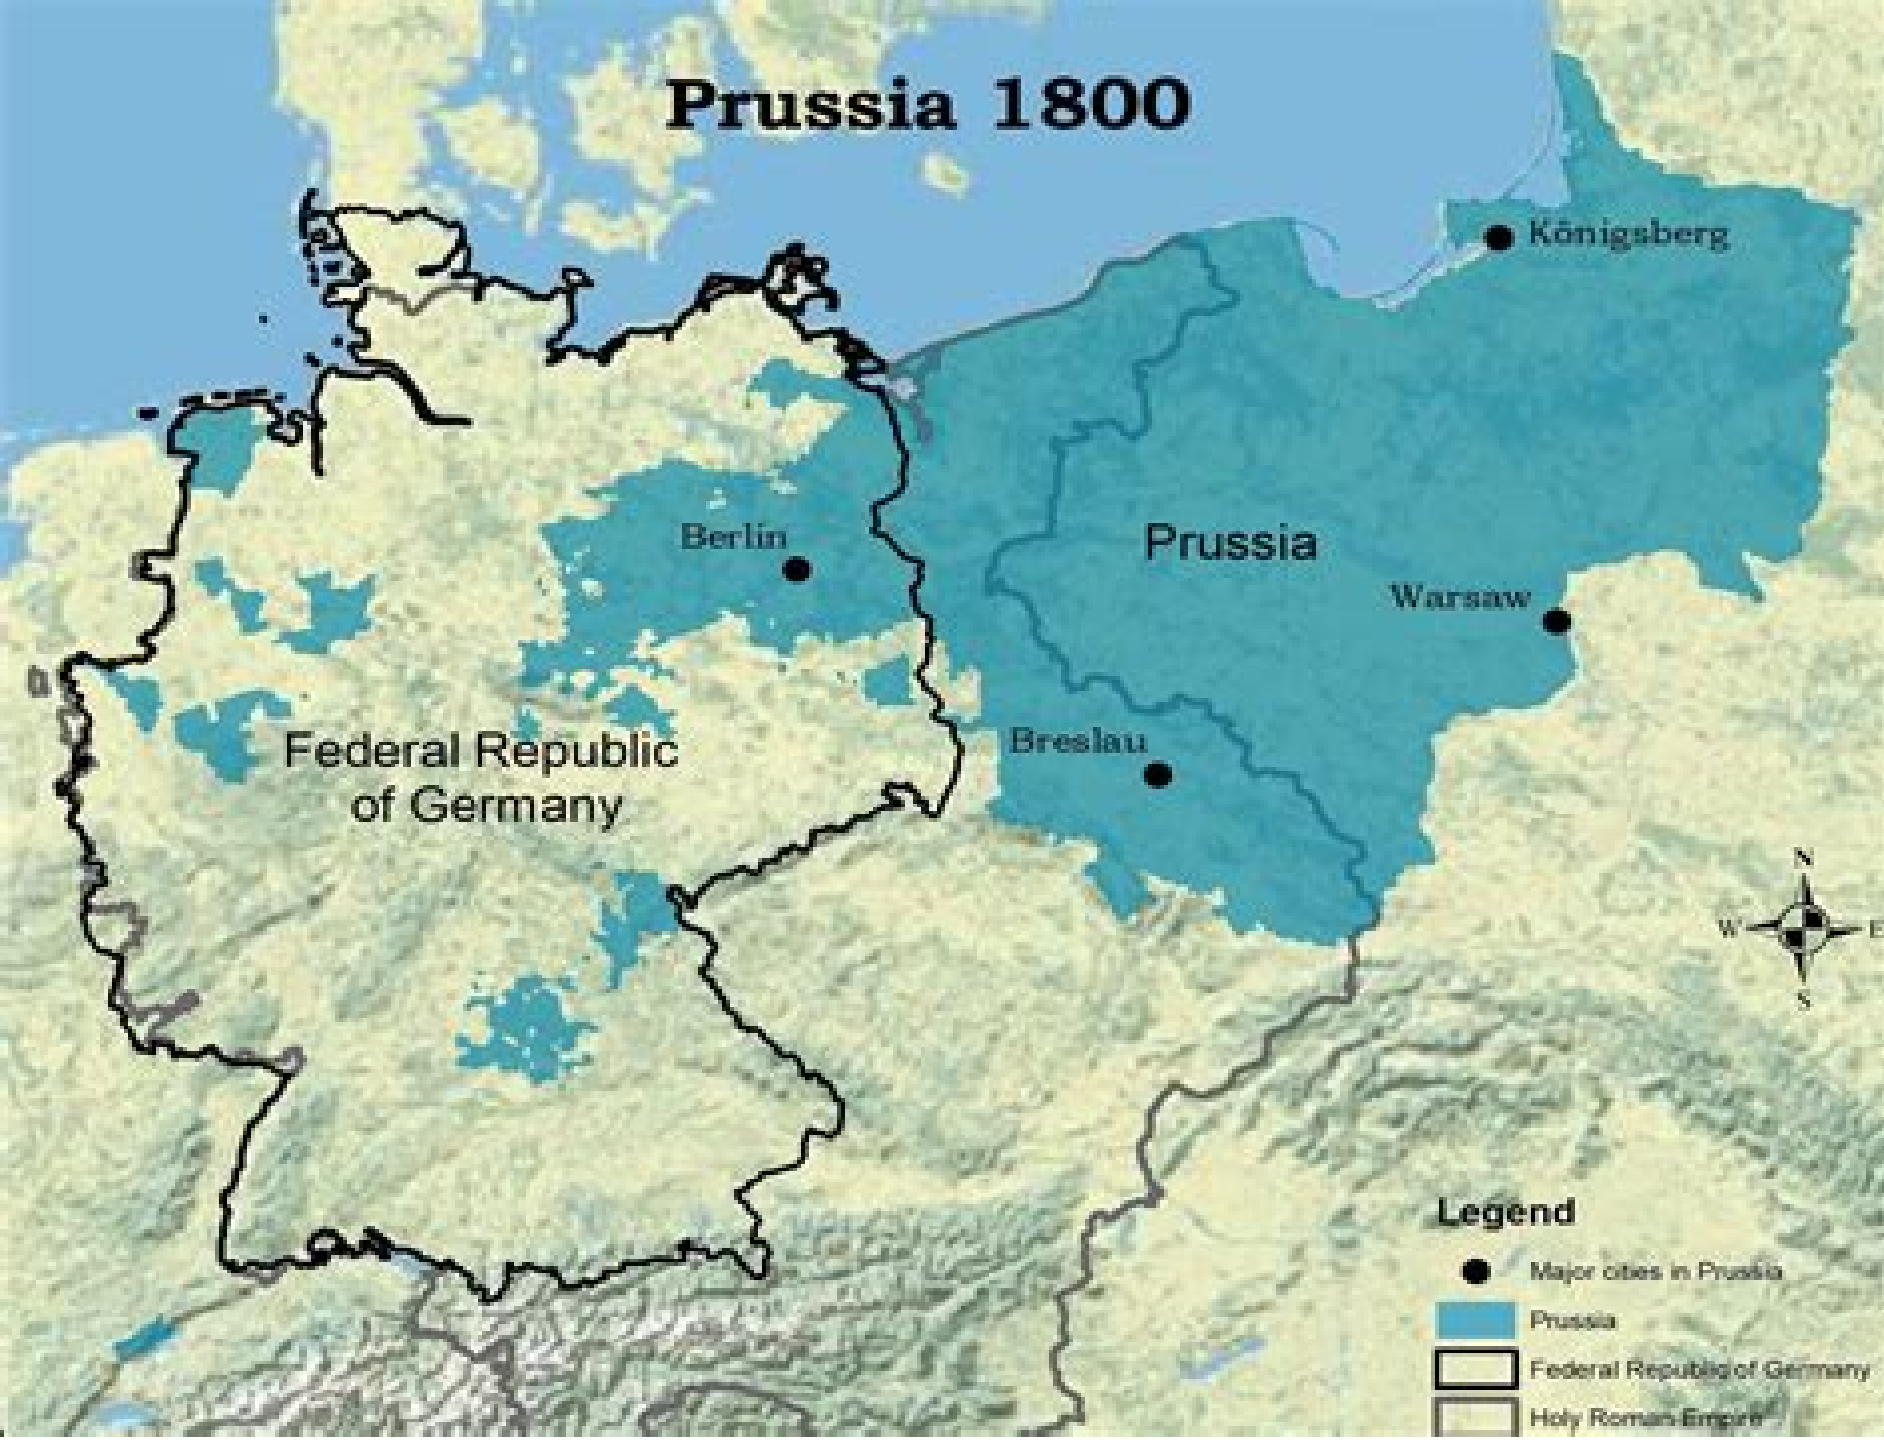 Prussia 1800
Königsberg
Berlin
Prussia
Warsaw
Breslau
Federal Republic
of Germany
N
W E
S
Legend
Major cities in Prussia
Prussia
Federal Republic of Germany
Holy Roman Empire